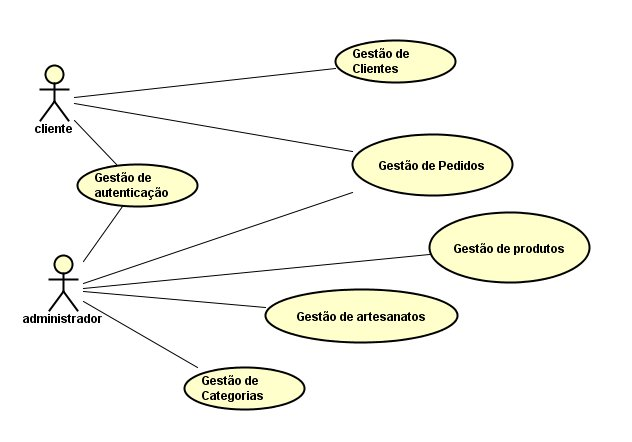 Gestão de
Clientes
cliente
Gestão de Pedidos
Gestão de
autenticação
Gestão de produtos
administrador
Gestão de artesanatos
Gestão de
Categorias